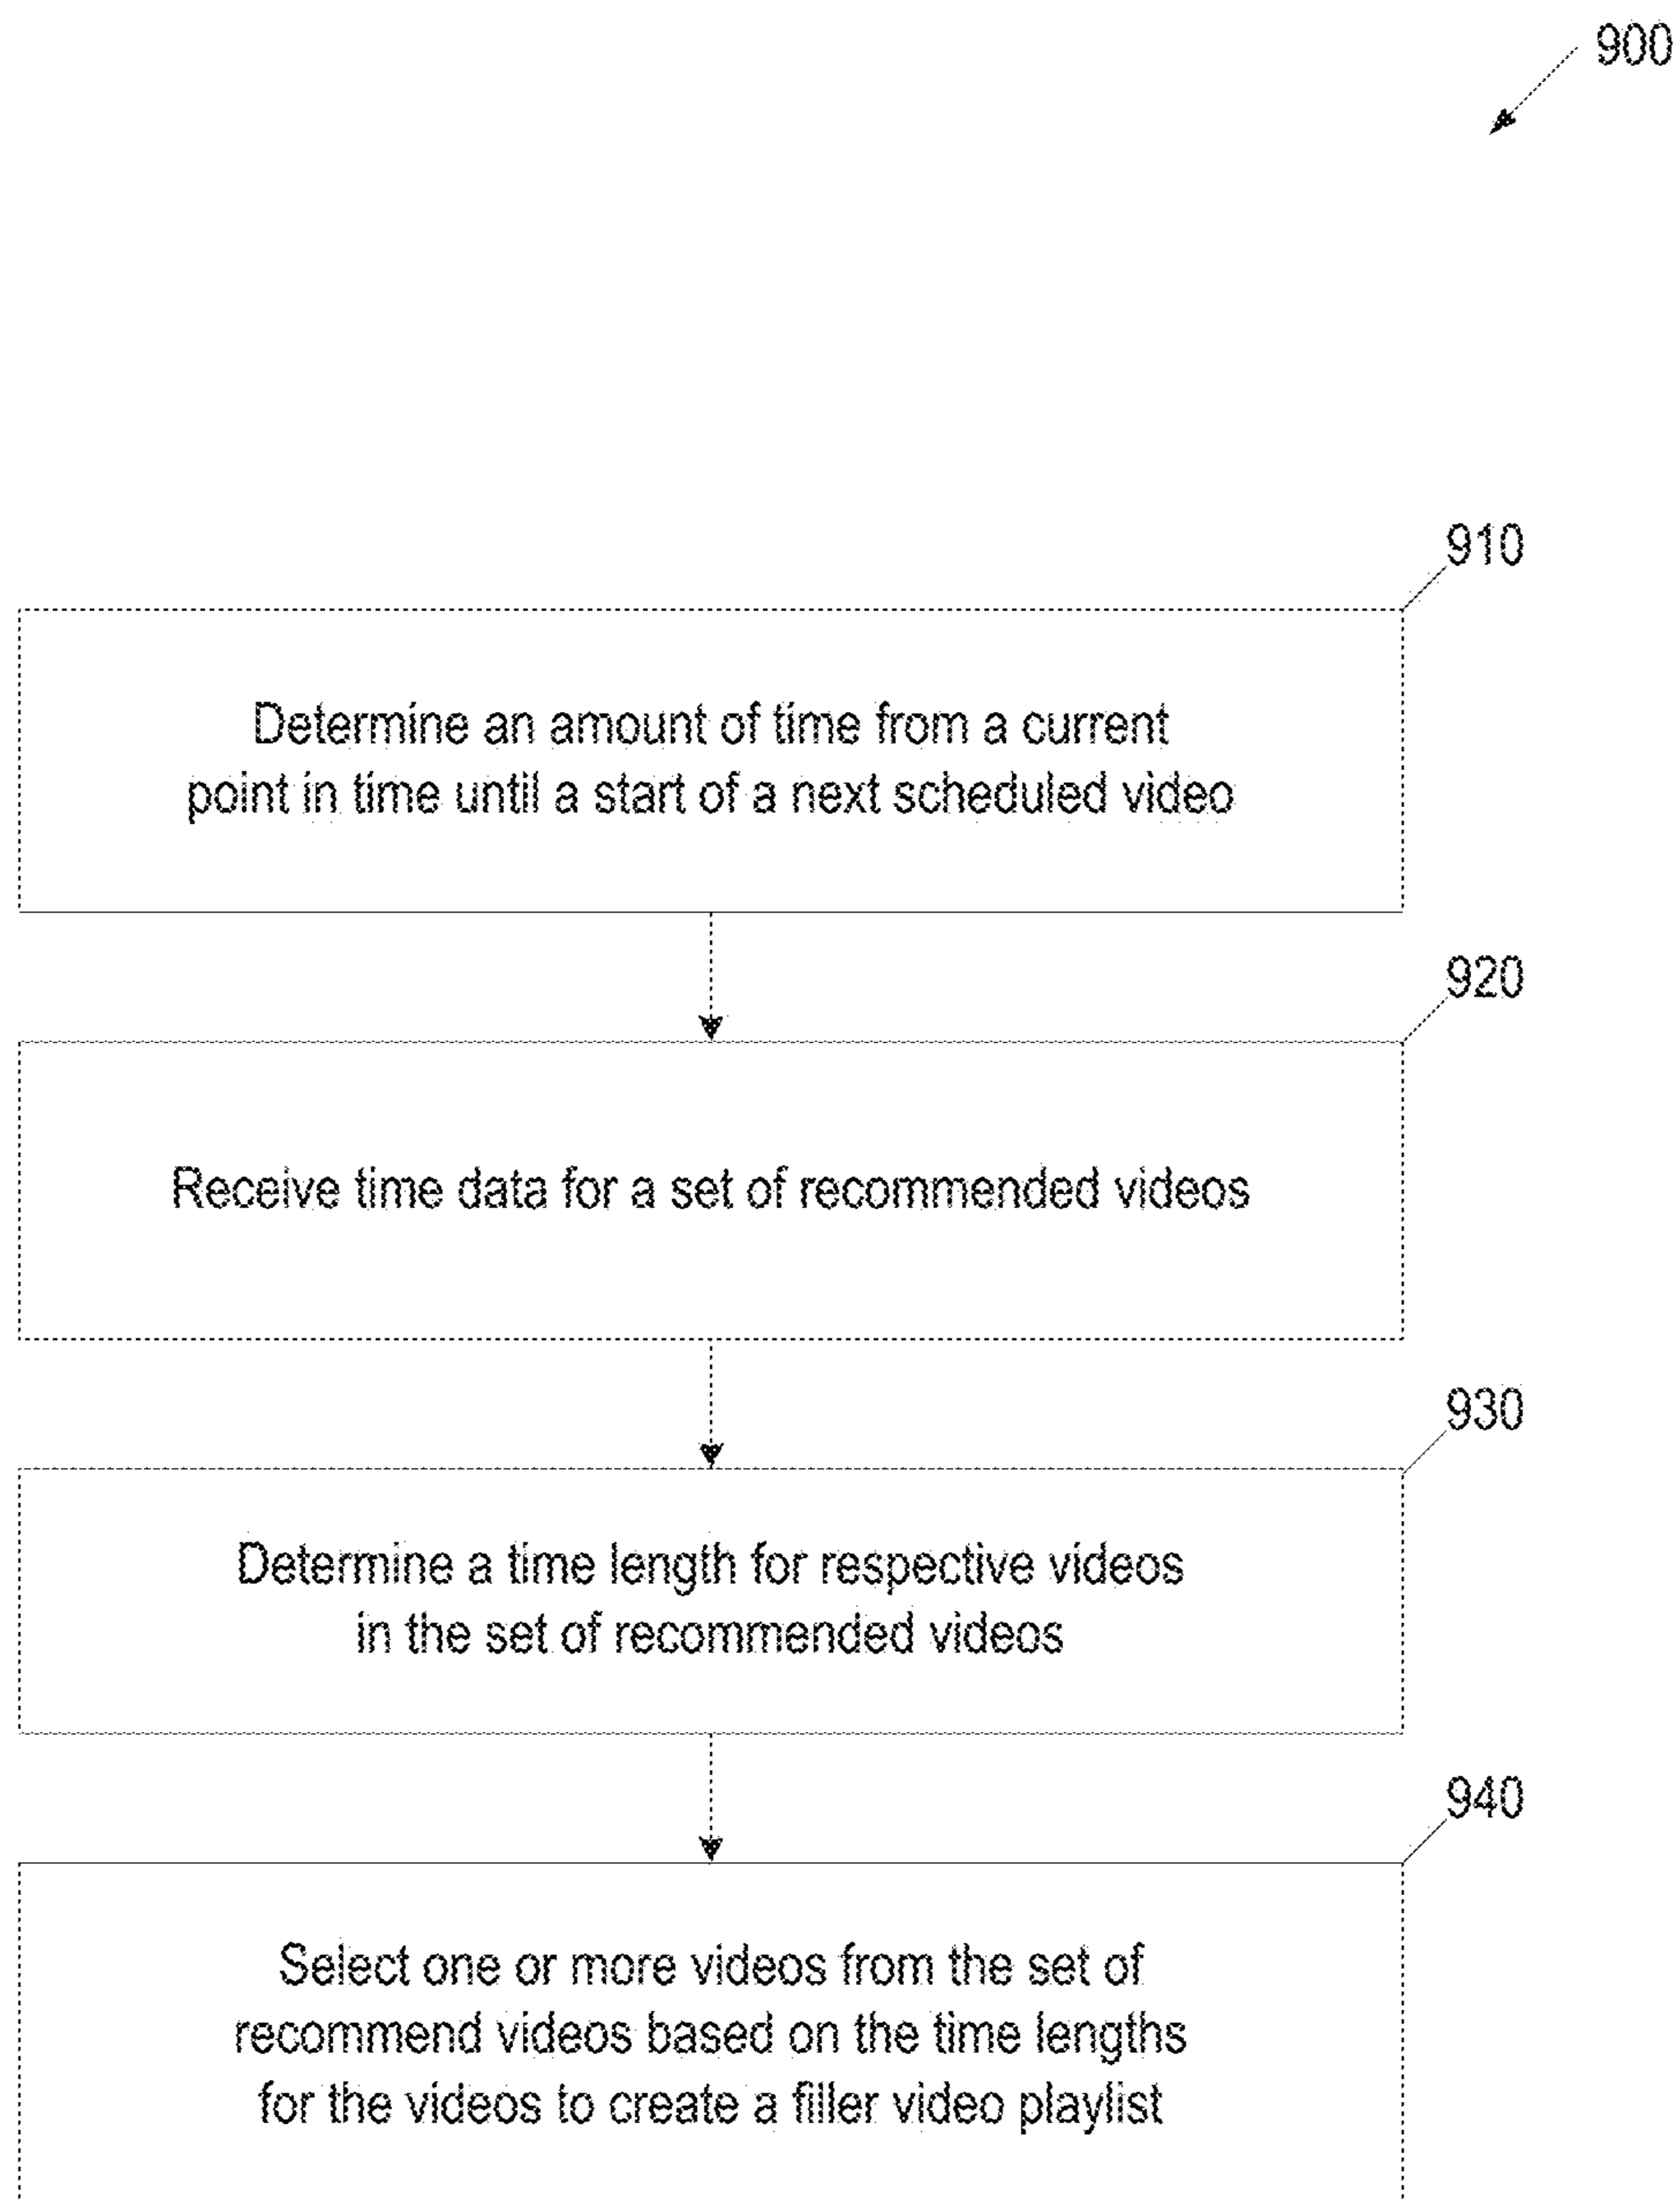 900
910
Determine an amount of time from a current
point in time until a start of a next scheduled video
920
Receive time data for a set of recommended videos
930
Determine a time length for respective videos
in the set of recommended videos
940
Select one or more videos from the set of
recommend videos based on the time lengths
for the videos to create a filler video playlist